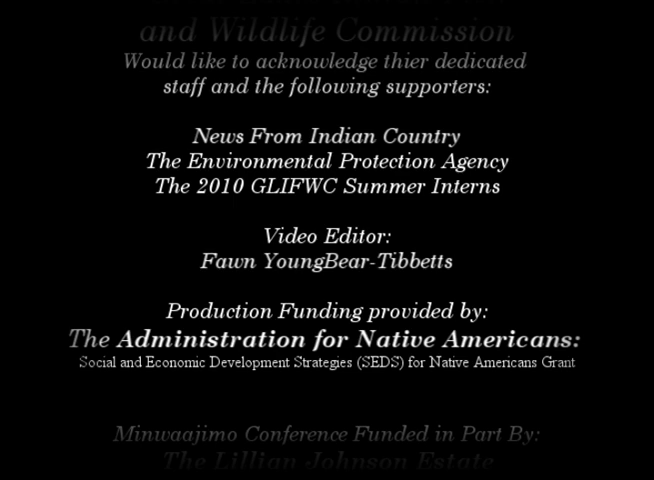 and Wildlife Commission
Would like to acknowledge thier dedicated
staff and the following supporters:
News From Indian Country
The Environmental Protection Agency
The 2010 GLIFWC Summer Interns
Video Editor:
Fawn YoungBear-Tibbetts
Production Funding provided by:
The Administration for Native Americans:
Social and Economic Development Strategies (SEDS) for Native Americans Grant
Minwaajimo Conference Funded in Part By:
The Lillian Johnson Estate